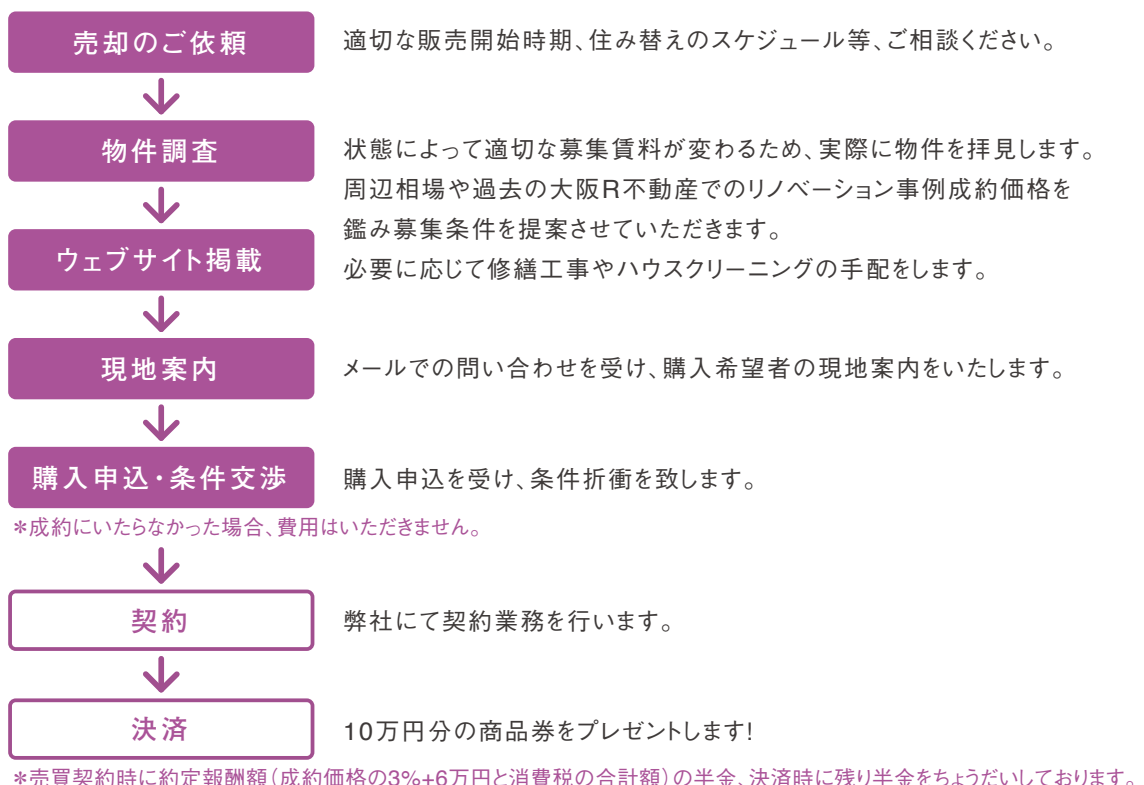 売却のご依頼
適切な販売開始時期、住み替えのスケジュール等、ご相談ください。
物件調査
状態によって適切な募集賃料が変わるため、実際に物件を拝見します。
周辺相場や過去の大阪R不動産でのリノベーション事例成約価格を
鑑み募集条件を提案させていただきます。
ウェブサイト掲載
必要に応じて修繕工事やハウスクリーニングの手配をします。
現地案内
メールでの問い合わせを受け、購入希望者の現地案内をいたします。
購入申込・条件交渉
購入申込を受け、条件折衝を致します。
*成約にいたらなかった場合、費用はいただきません。
契約
弊社にて契約業務を行います。
決済
10万円分の商品券をプレゼントします!
*売買契約時に約定報酬額(成約価格の3%+6万円と消費税の合計額)の半金、決済時に残り半金をちょうだいしております。